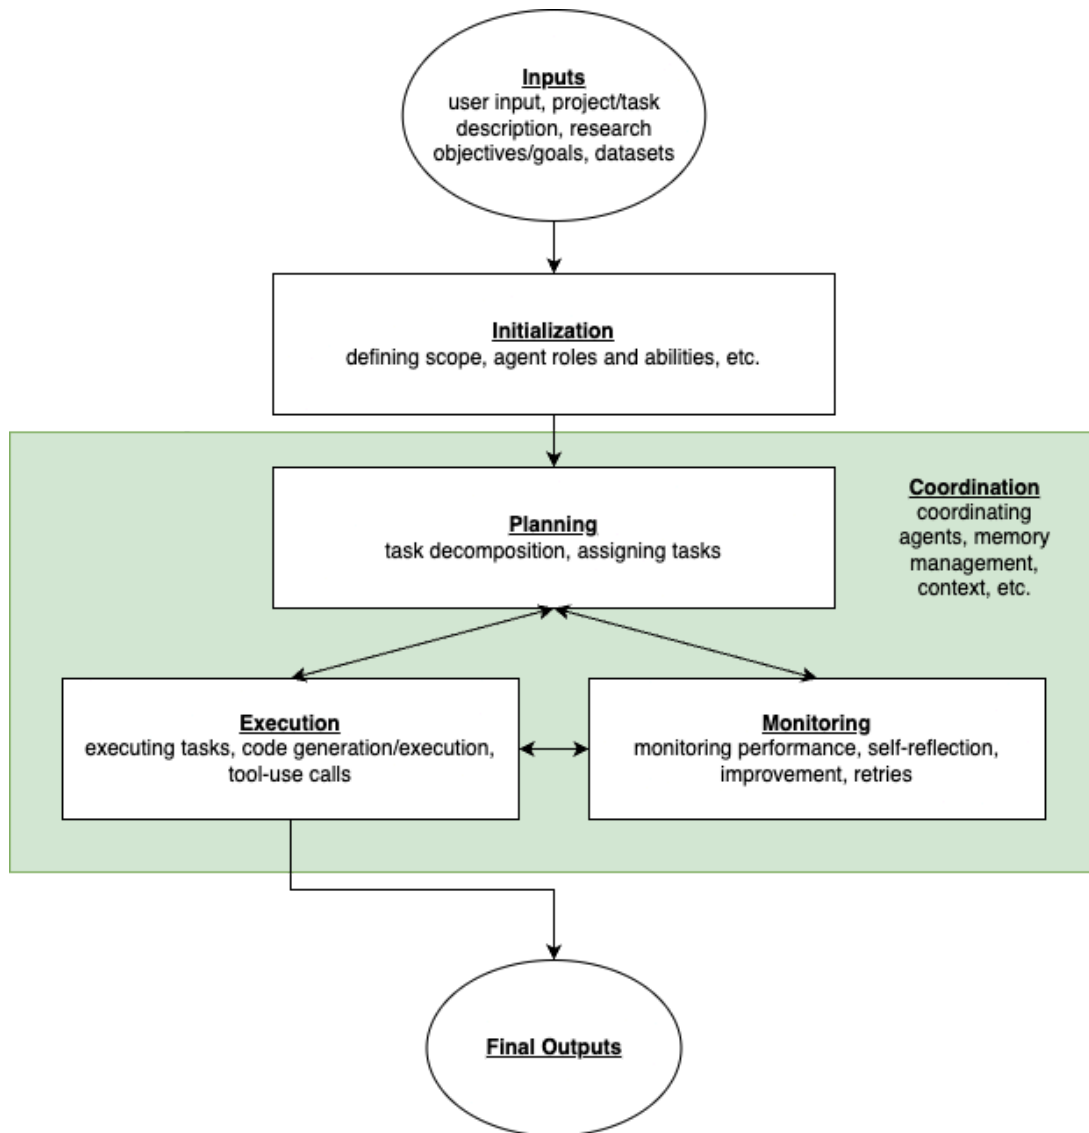 Inputs
user input, project/task
description, research
objectives/goals, datasets
Initialization
defining scope, agent roles and abilities, etc.
Planning
task decomposition, assigning tasks
Coordination
coordinating
agents, memory
management,
context, etc.
Execution
executing tasks, code generation/execution,
tool-use calls
Monitoring
monitoring performance, self-reflection,
improvement, retries
Final Outputs